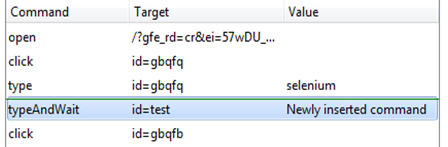 Command Target Value
open /?gfe_rd=cr&ei=57wDU_...
click id=gbqfq
type id=gbqfq selenium
typeAndWait id=test Newly inserted command
click id=gbqfb